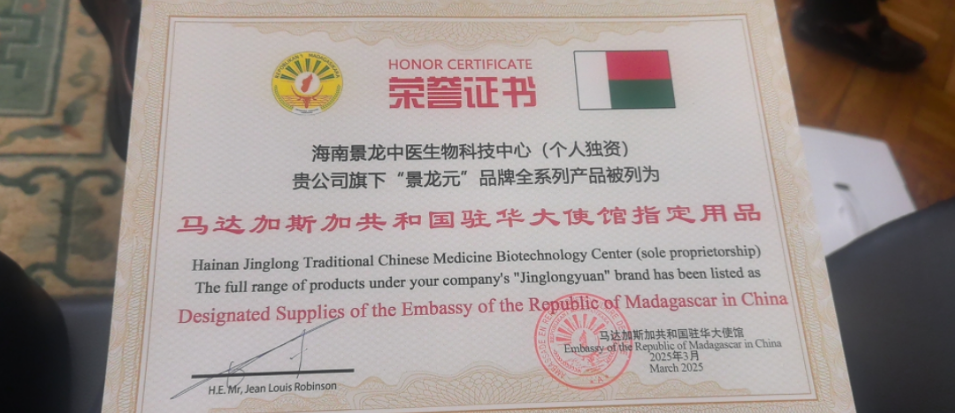 HONOR CERTIFICATE
荣誉证书
海南景龙中医生物科技中心（个人独资）
贵公司旗下“景龙元”品牌全系列产品被列为
马达加斯加共和国驻华大使馆指定用品
Hainan Jinglong Traditional Chinese Medicine Biotechnology Center (sole proprietorship)
The full range of products under your company's "Jinglongyuan" brand has been listed as
Designated Supplies of the Embassy of the Republic of Madagascar in China
马达加斯加共和国驻华大使馆
Embassy of the Republic of Madagascar in China
2025年3月
March 2025
H.E. Mr, Jean Louis Robinson